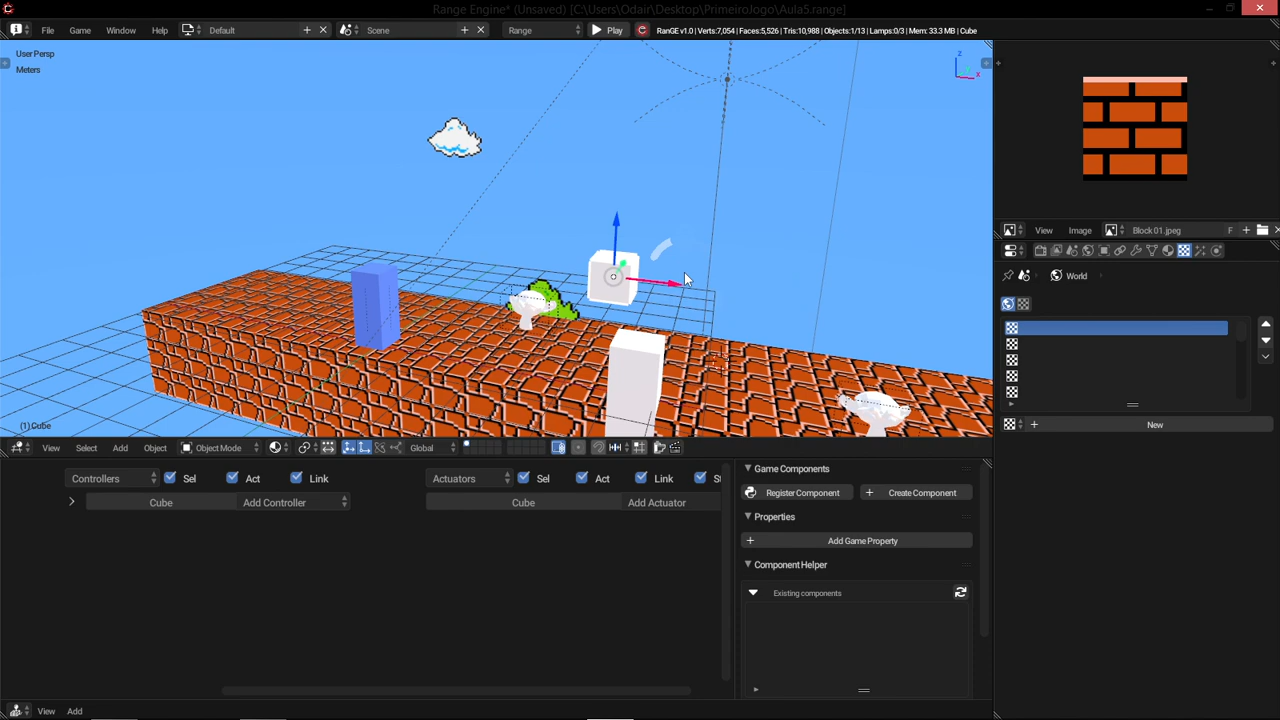 Range Engine* (Unsaved) [C:\Users\Odair\Desktop\PrimeiroJogo\Aula5.range]
File Game Window Help Default Scene Range Play RanGE v1.0 | Verts:7,054 | Faces:5,526 | Tris:10,988 | Objects:1/13 | Lamps:0/3 | Mem: 33.3 MB | Cube
User Persp
Meters
z
y
x
(1) Cube
View Image Block 01.jpeg F
World
New
View Select Add Object Object Mode Global
Controllers Sel Act Link Actuators Sel Act Link St
Cube Add Controller Cube Add Actuator
Game Components
Register Component Create Component
Properties
Add Game Property
Component Helper
Existing components
View Add